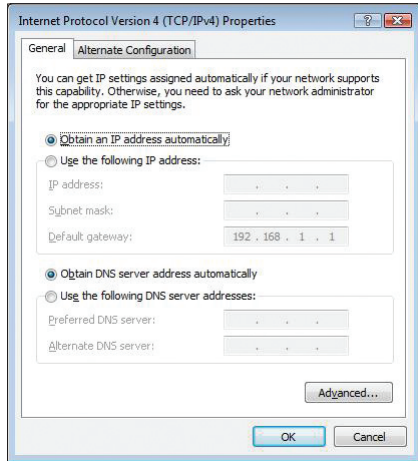 Internet Protocol Version 4 (TCP/IPv4) Properties
General
Alternate Configuration
You can get IP settings assigned automatically if your network supports
this capability. Otherwise, you need to ask your network administrator
for the appropriate IP settings.
Obtain an IP address automatically
Use the following IP address:
IP address: . . .
Subnet mask: . . .
Default gateway: 192 . 168 . 1 . 1
Obtain DNS server address automatically
Use the following DNS server addresses:
Preferred DNS server: . . .
Alternate DNS server: . . .
Advanced...
OK
Cancel